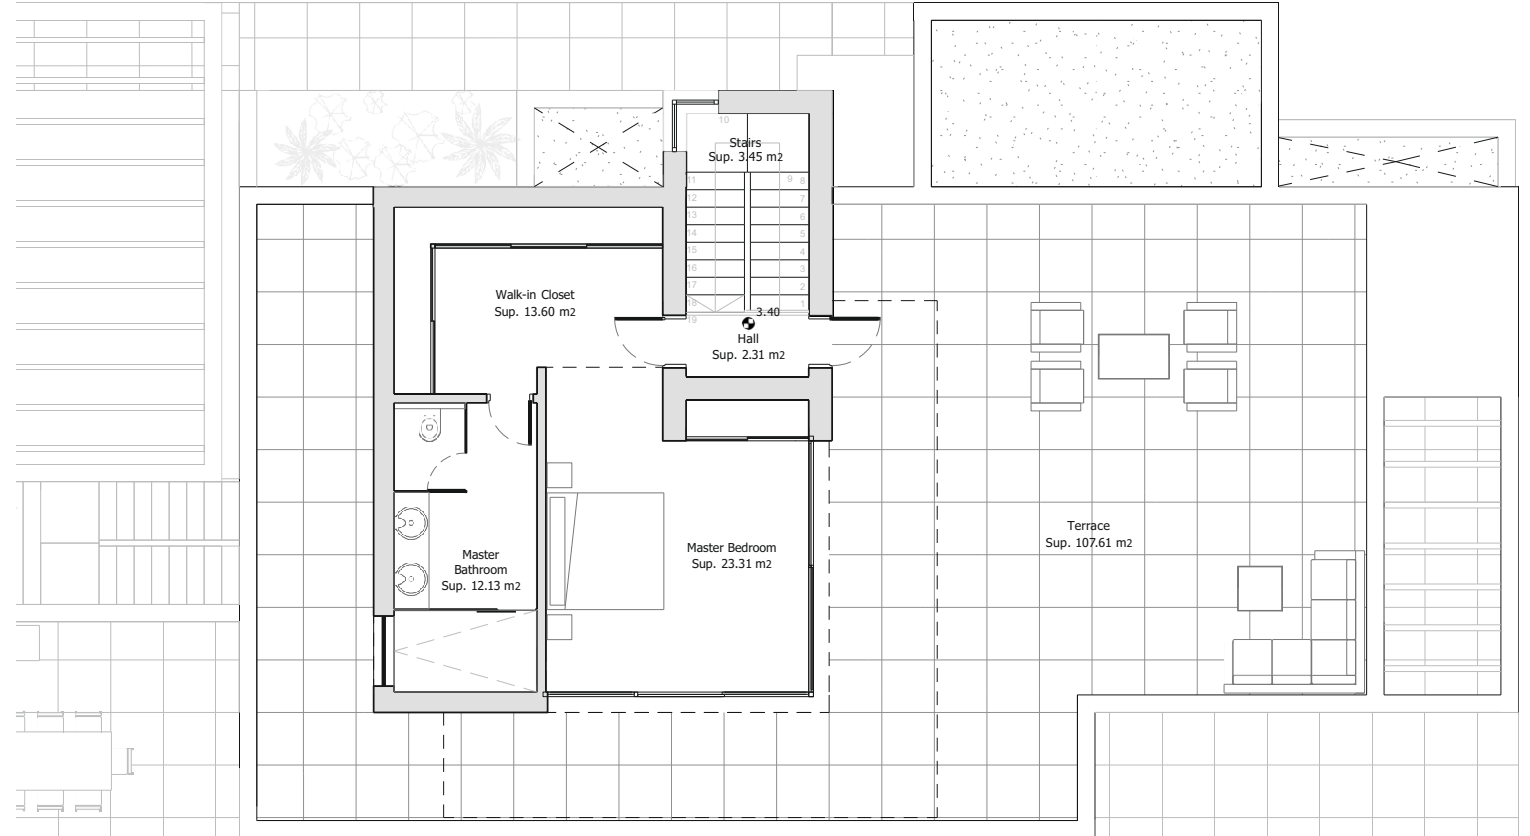 10
Stairs
Sup. 3.45 m2
11
9
8
12
7
13
6
14
5
15
4
16
3
17
2
18
1
19
3.40
Hall
Sup. 2.31 m2
Walk-in Closet
Sup. 13.60 m2
Terrace
Sup. 107.61 m2
Master Bedroom
Sup. 23.31 m2
Master
Bathroom
Sup. 12.13 m2